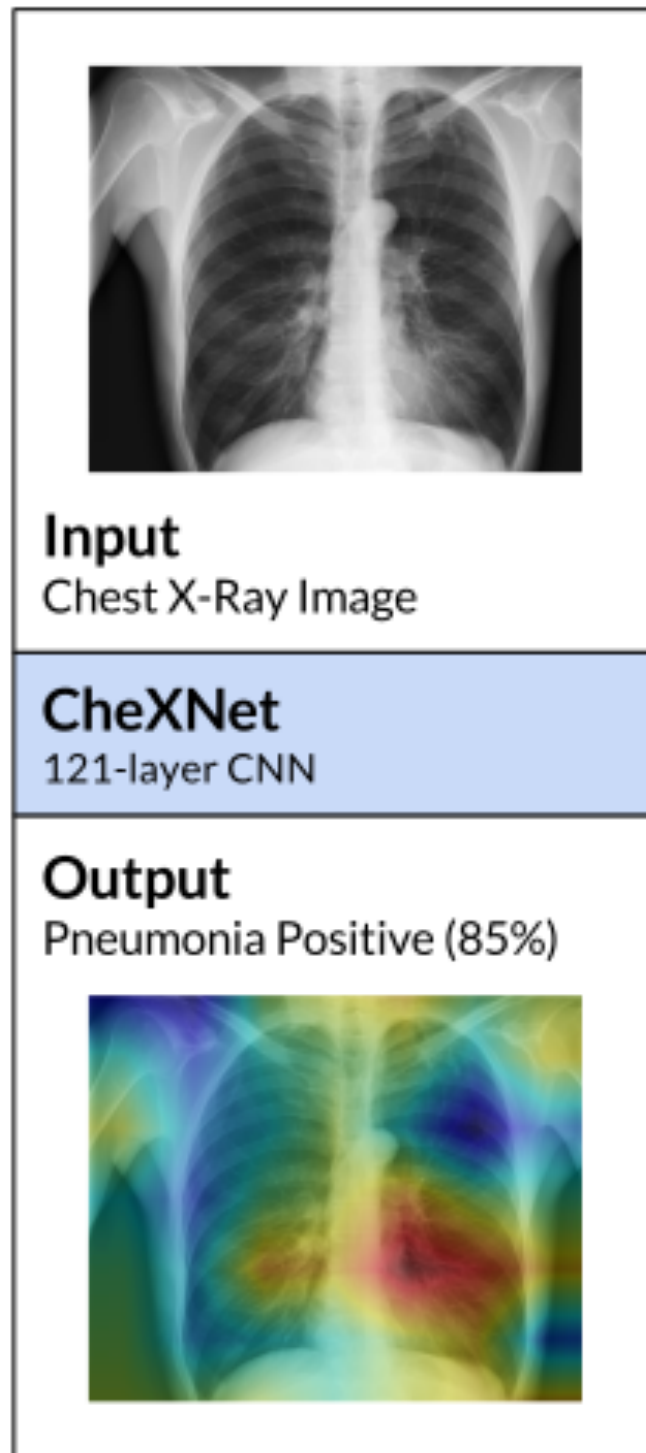 Input
Chest X-Ray Image
CheXNet
121-layer CNN
Output
Pneumonia Positive (85%)